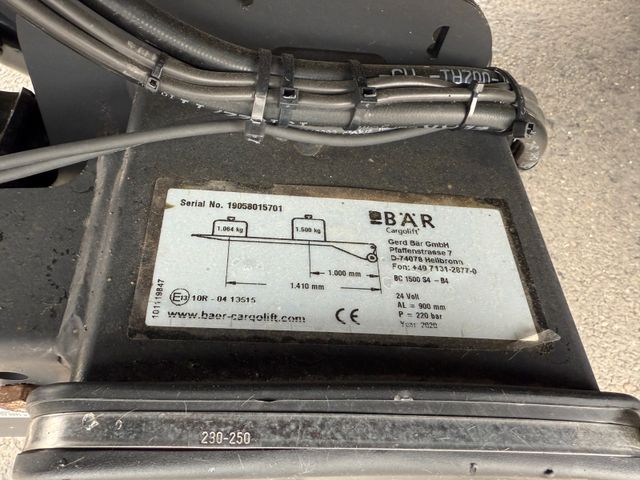 Serial No. 19058015701
1.064 kg
1.500 kg
1.000 mm
1.410 mm
E13 10R - 04 13515
www.baer-cargolift.com
CE
101119847
BÄR
Cargolift
Gerd Bär GmbH
Pfaffenstrasse 7
D-74078 Heilbronn
Fon: +49 7131-2877-0
BC 1500 S4 - B4
24 Volt
AL = 900 mm
P = 220 bar
Year 2020
230-250